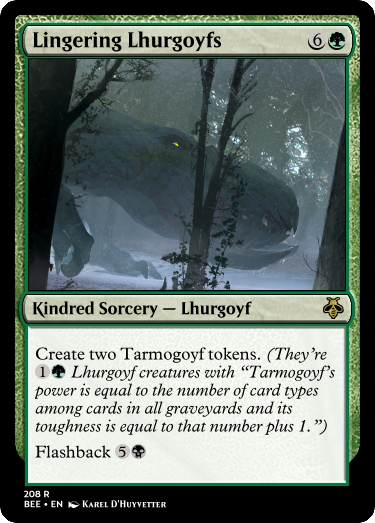 Lingering Lhurgoyfs 6
Kindred Sorcery — Lhurgoyf
Create two Tarmogoyf tokens. (They're
1 Lhurgoyf creatures with “Tarmogoyf's
power is equal to the number of card types
among cards in all graveyards and its
toughness is equal to that number plus 1.”)
Flashback 5
208 R
BEE • EN Karel D'Huyvetter